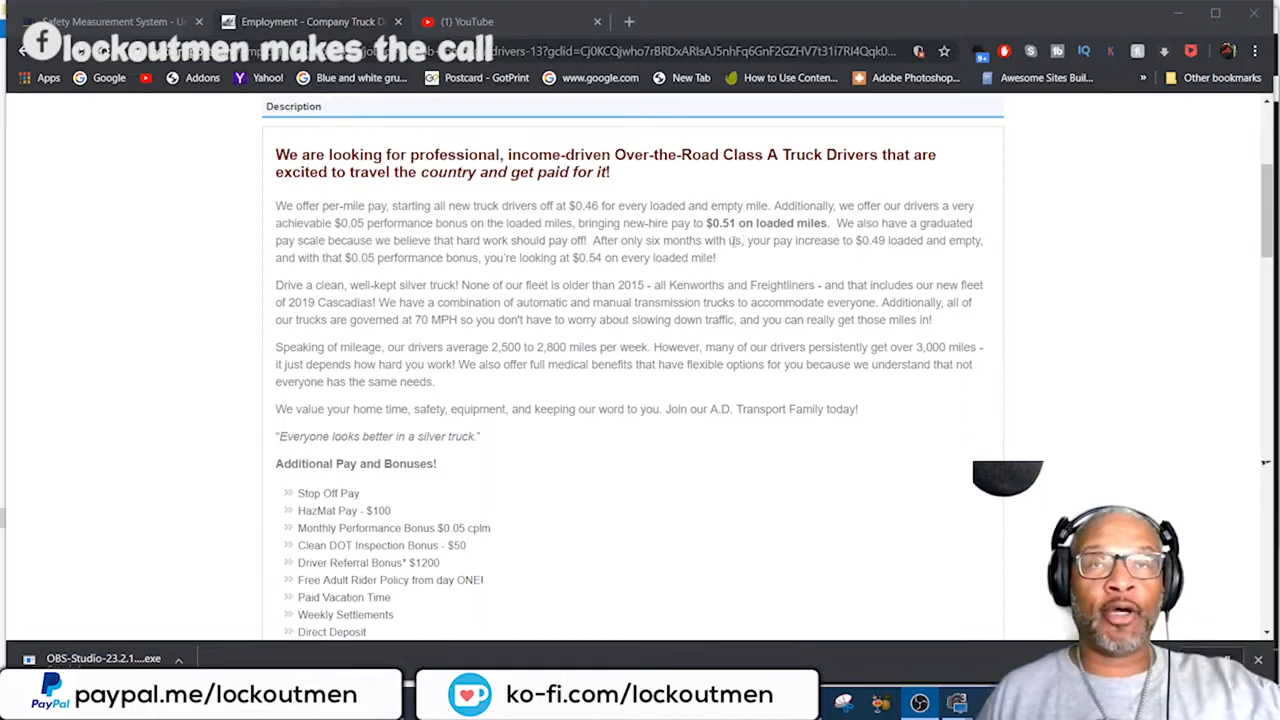 Safety Measurement System - U
Employment - Company Truck D
(1) YouTube
lockoutmen makes the call
Apps
Google
Addons
Yahoo
Blue and white gru...
Postcard - GotPrint
www.google.com
New Tab
How to Use Conten...
Adobe Photoshop...
Awesome Sites Buil...
»
Other bookmarks
Description
We are looking for professional, income-driven Over-the-Road Class A Truck Drivers that are
excited to travel the country and get paid for it!
We offer per-mile pay, starting all new truck drivers off at $0.46 for every loaded and empty mile. Additionally, we offer our drivers a very
achievable $0.05 performance bonus on the loaded miles, bringing new-hire pay to $0.51 on loaded miles. We also have a graduated
pay scale because we believe that hard work should pay off! After only six months with us, your pay increase to $0.49 loaded and empty,
and with that $0.05 performance bonus, you're looking at $0.54 on every loaded mile!
Drive a clean, well-kept silver truck! None of our fleet is older than 2015 - all Kenworths and Freightliners - and that includes our new fleet
of 2019 Cascadias! We have a combination of automatic and manual transmission trucks to accommodate everyone. Additionally, all of
our trucks are governed at 70 MPH so you don't have to worry about slowing down traffic, and you can really get those miles in!
Speaking of mileage, our drivers average 2,500 to 2,800 miles per week. However, many of our drivers persistently get over 3,000 miles -
it just depends how hard you work! We also offer full medical benefits that have flexible options for you because we understand that not
everyone has the same needs.
We value your home time, safety, equipment, and keeping our word to you. Join our A.D. Transport Family today!
"Everyone looks better in a silver truck."
Additional Pay and Bonuses!
Stop Off Pay
HazMat Pay - $100
Monthly Performance Bonus $0.05 cplm
Clean DOT Inspection Bonus - $50
Driver Referral Bonus* $1200
Free Adult Rider Policy from day ONE!
Paid Vacation Time
Weekly Settlements
Direct Deposit
OBS-Studio-23.2.1....exe
PayPal
paypal.me/lockoutmen
ko-fi.com/lockoutmen